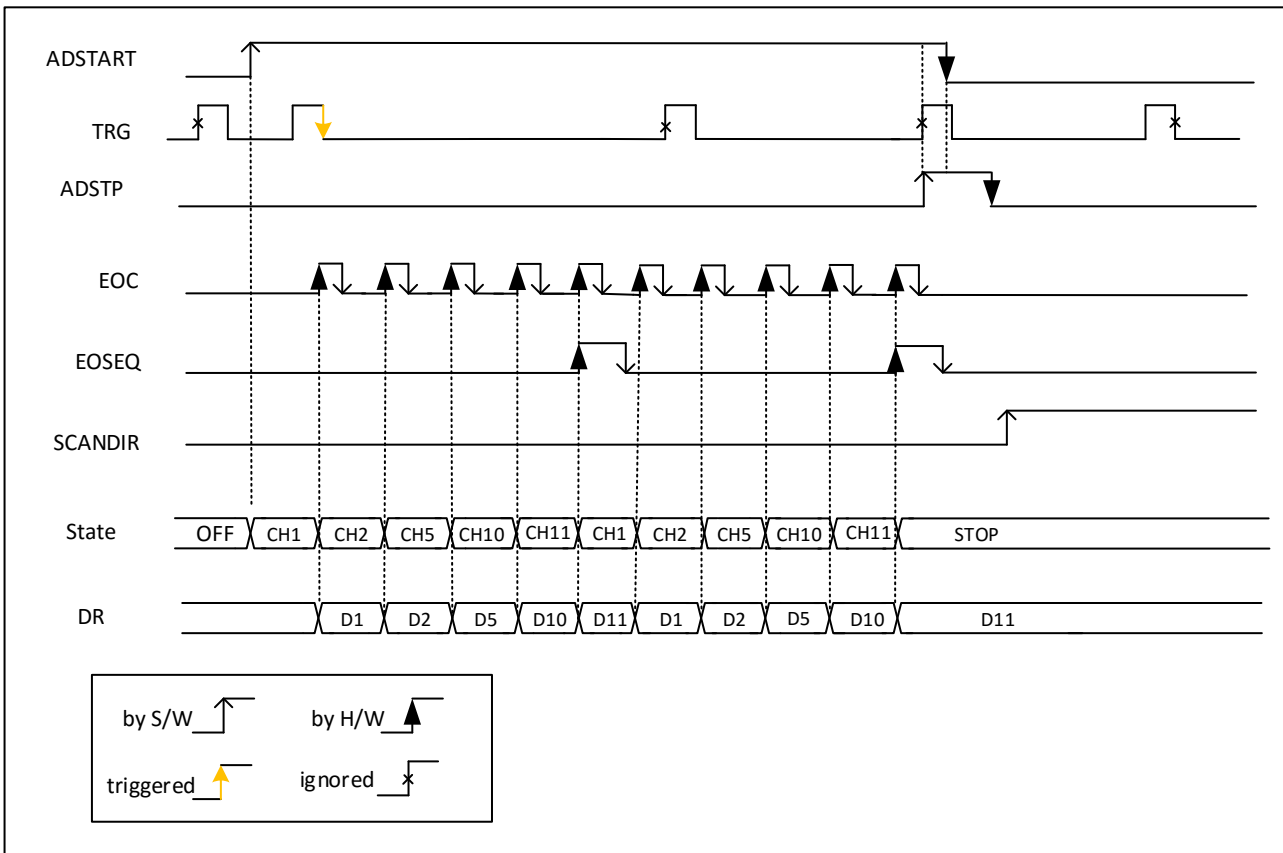 ADSTART
TRG
ADSTP
EOC
EOSEQ
SCANDIR
State OFF CH1 CH2 CH5 CH10 CH11 CH1 CH2 CH5 CH10 CH11 STOP
DR D1 D2 D5 D10 D11 D1 D2 D5 D10 D11
by S/W by H/W
triggered ignored